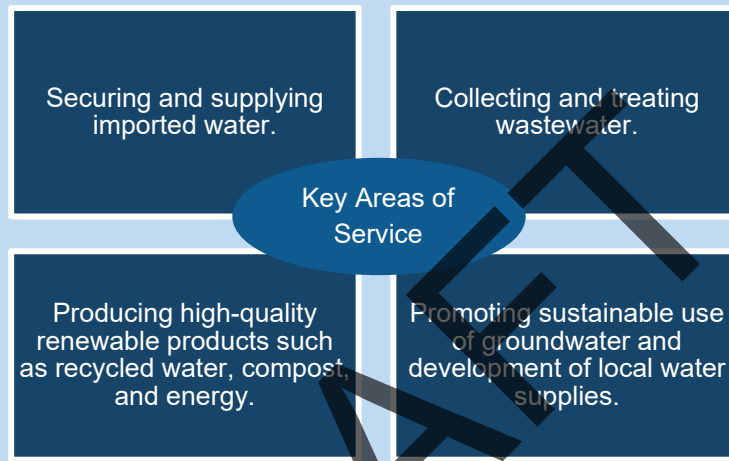 Securing and supplying
imported water.
Collecting and treating
wastewater.
Key Areas of
Service
Producing high-quality
renewable products such
as recycled water, compost,
and energy.
Promoting sustainable use
of groundwater and
development of local water
supplies.
AFT